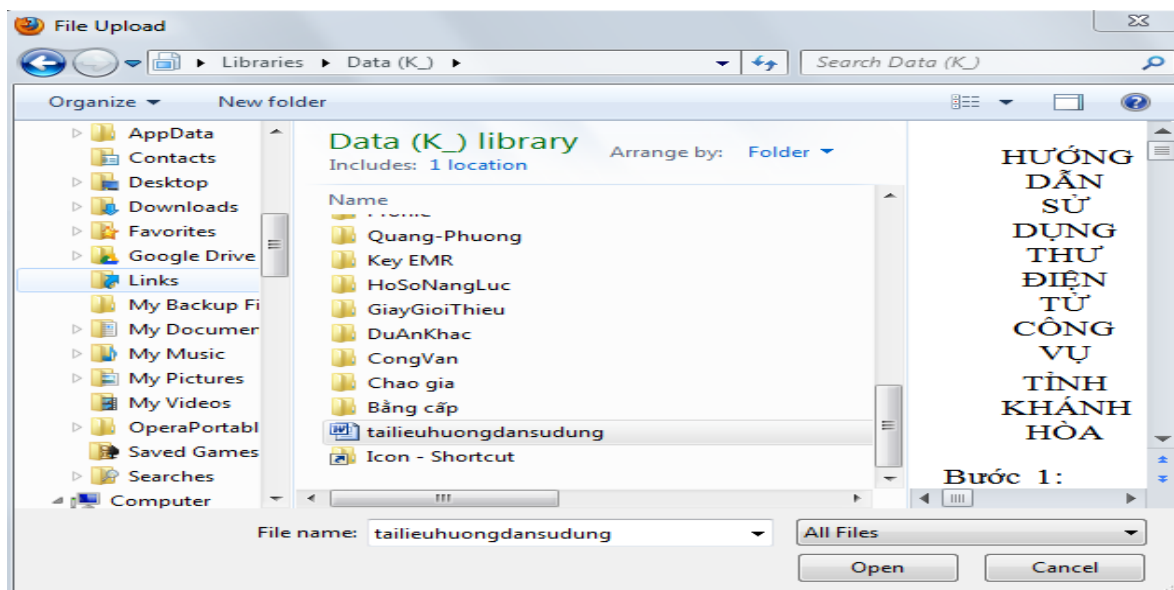 File Upload
Libraries
Data (K_)
Search Data (K_)
Organize
New folder
AppData
Contacts
Desktop
Downloads
Favorites
Google Drive
Links
My Backup Fi
My Documer
My Music
My Pictures
My Videos
OperaPortabl
Saved Games
Searches
Computer
Data (K_) library
Includes: 1 location
Arrange by: Folder
Name
Quang-Phuong
Key EMR
HoSoNangLuc
GiayGioiThieu
DuAnKhac
CongVan
Chao gia
Bằng cấp
tailieuhuongdansudung
Icon - Shortcut
HƯỚNG
DẪN
SỬ
DỤNG
THƯ
ĐIỆN
TỬ
CÔNG
VỤ
TỈNH
KHÁNH
HÒA
Bước 1:
File name: tailieuhuongdansudung
All Files
Open
Cancel